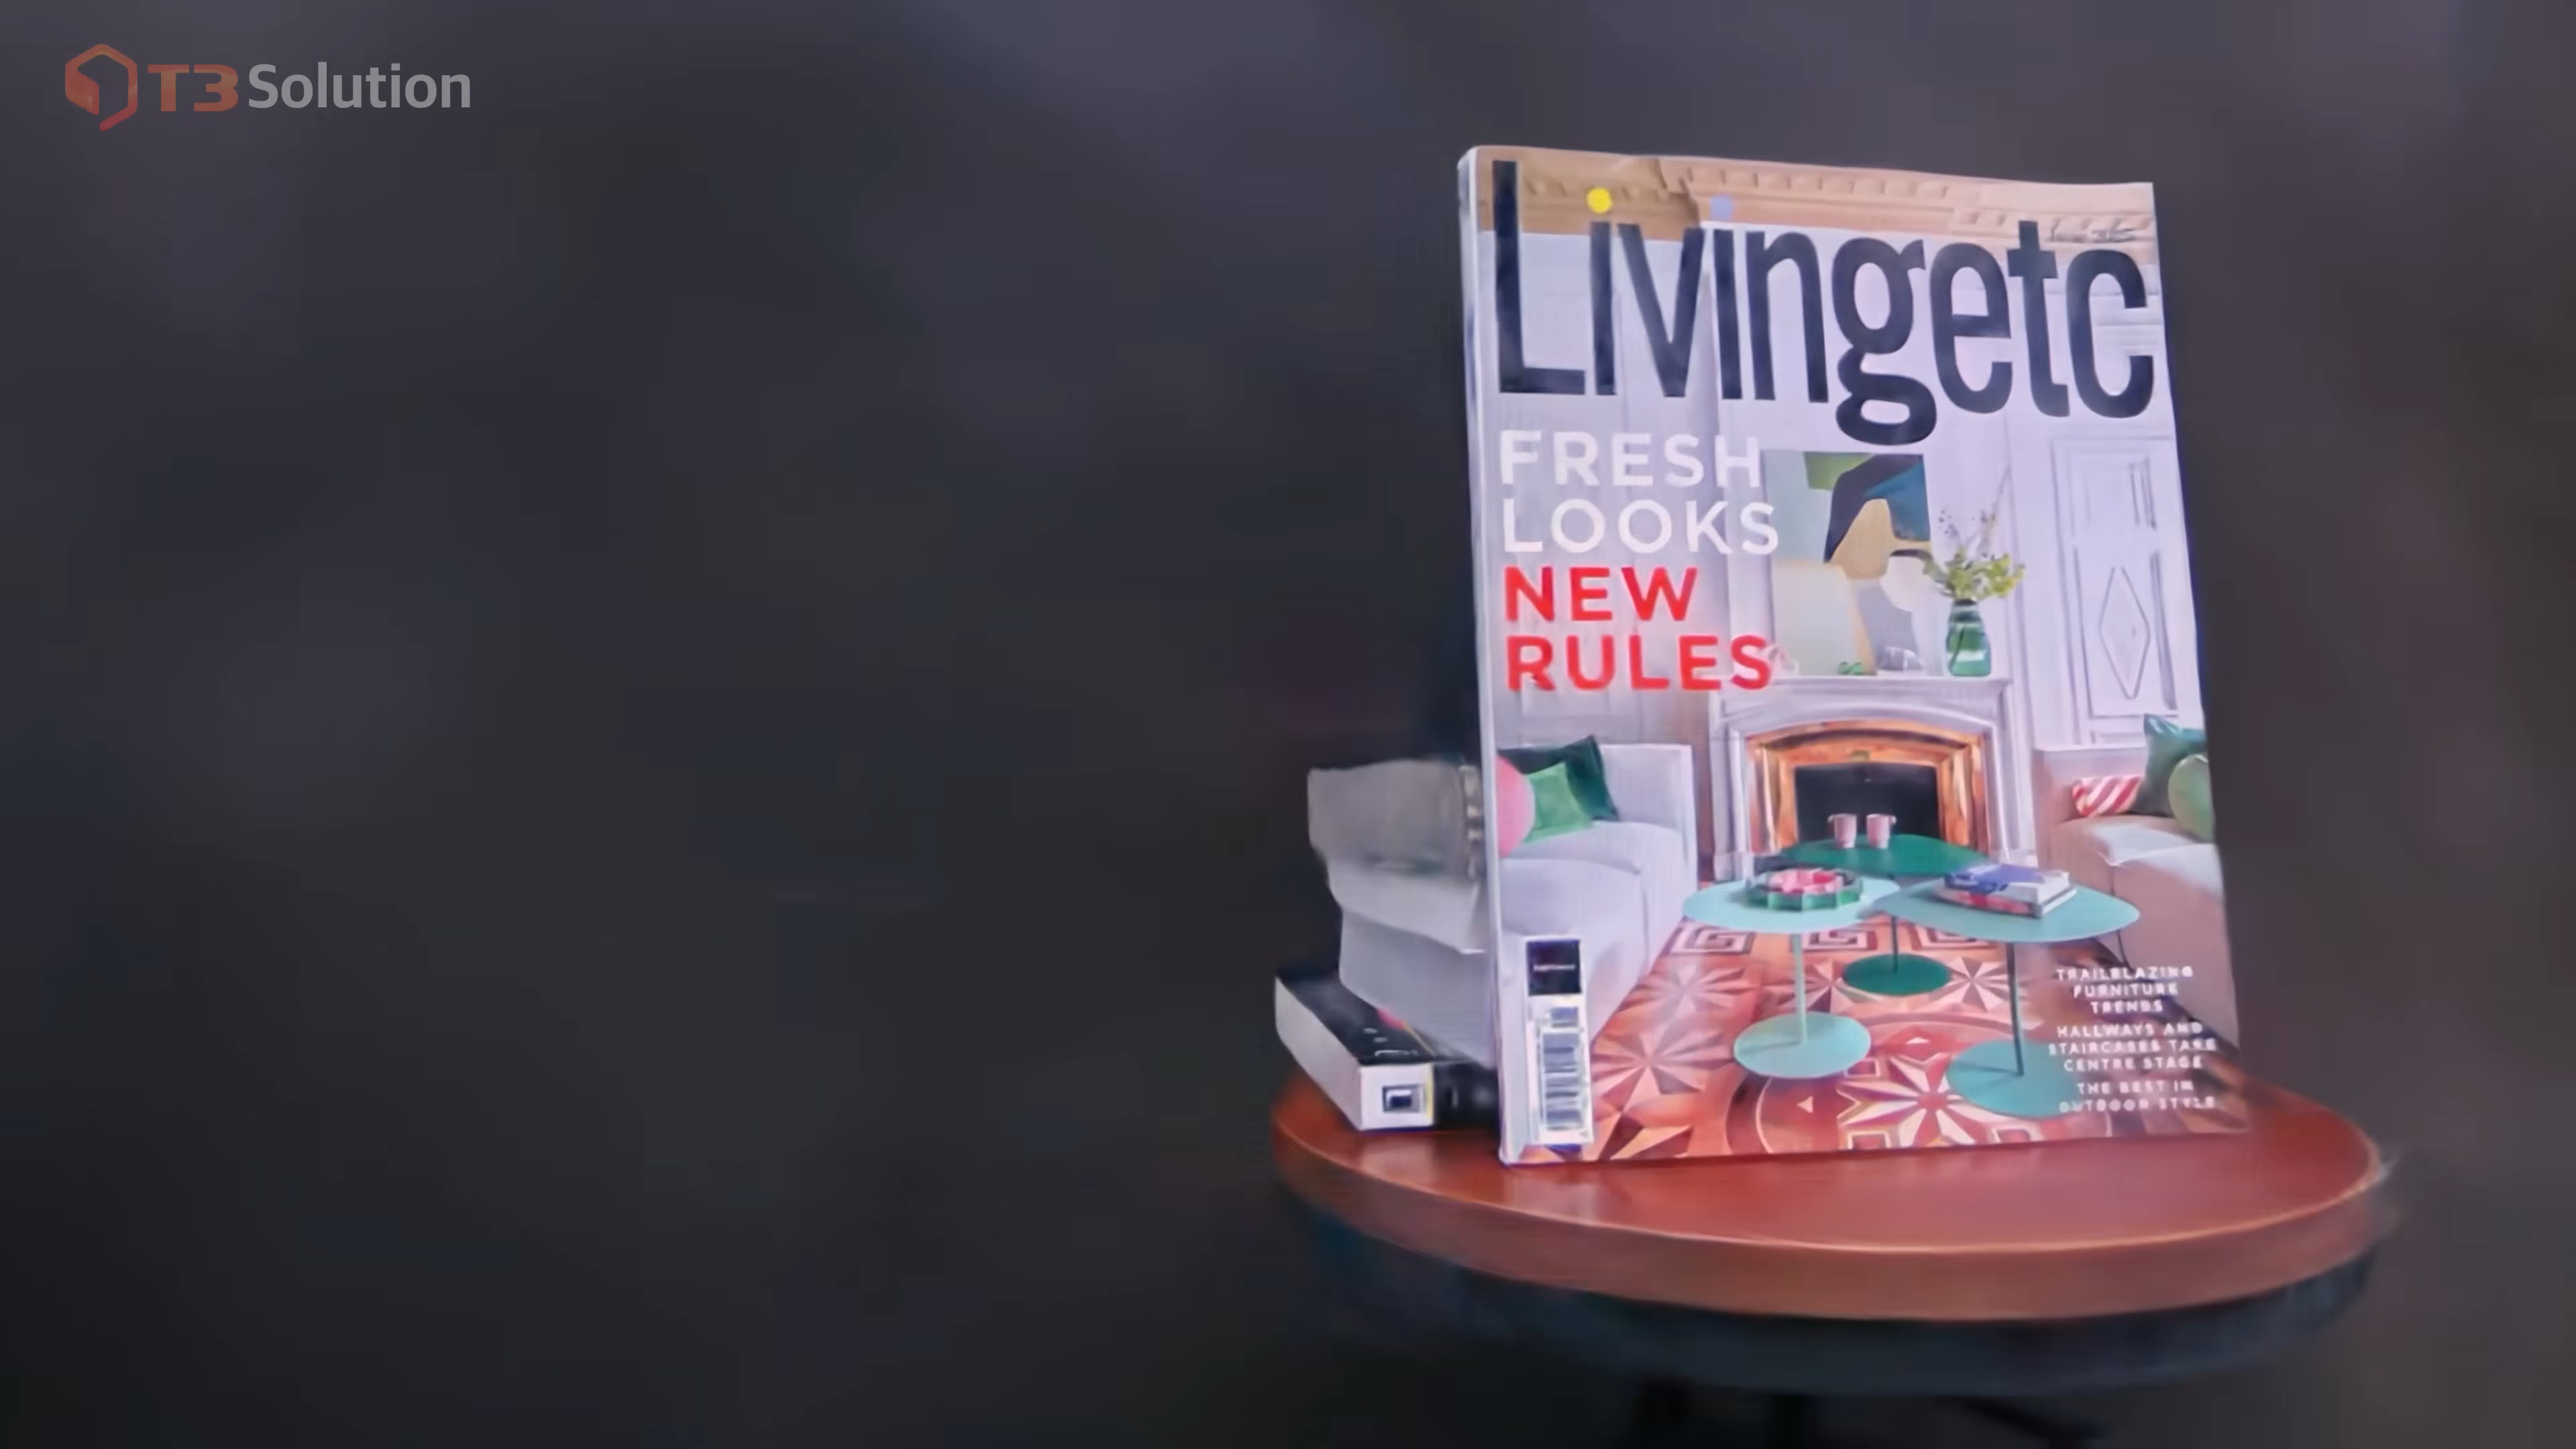 T3 Solution
Livingetc
FRESH
LOOKS
NEW
RULES
TRAILBLAZING
FURNITURE
TRENDS
HALLWAYS AND
STAIRCASES TAKE
CENTRE STAGE
THE BEST IN
OUTDOOR STYLE